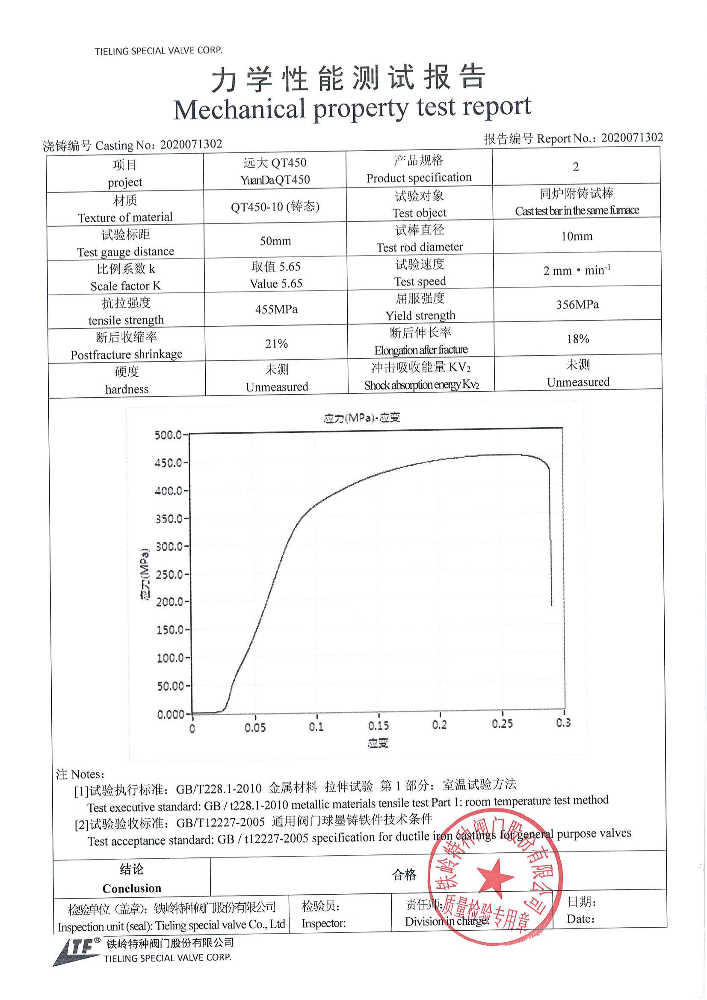 TIELING SPECIAL VALVE CORP.
力学性能测试报告
Mechanical property test report
浇铸编号 Casting No: 2020071302
报告编号 Report No.: 2020071302
项目
project
远大 QT450
YuanDaQT450
产品规格
Product specification
2
材质
Texture of material
QT450-10 (铸态)
试验对象
Test object
同炉附铸试棒
Cast test bar in the same furnace
试验标距
Test gauge distance
50mm
试棒直径
Test rod diameter
10mm
比例系数 k
Scale factor K
取值 5.65
Value 5.65
试验速度
Test speed
2 mm·min⁻¹
抗拉强度
tensile strength
455MPa
屈服强度
Yield strength
356MPa
断后收缩率
Postfracture shrinkage
21%
断后伸长率
Elongation after fracture
18%
硬度
hardness
未测
Unmeasured
冲击吸收能量 KV₂
Shock absorption energy Kv₂
未测
Unmeasured
应力(MPa)-应变
500.0
450.0
400.0
350.0
300.0
250.0
200.0
150.0
100.0
50.00
0.000
应力(MPa)
0 0.05 0.1 0.15 0.2 0.25 0.3
应变
注 Notes:
[1]试验执行标准：GB/T228.1-2010 金属材料 拉伸试验 第 1 部分：室温试验方法
Test executive standard: GB / t228.1-2010 metallic materials tensile test Part 1: room temperature test method
[2]试验验收标准：GB/T12227-2005 通用阀门球墨铸铁件技术条件
Test acceptance standard: GB / t12227-2005 specification for ductile iron castings for general purpose valves
结论
Conclusion
合格
铁岭特种阀门股份有限公司
质量检验专用章
检验单位（盖章）：铁岭特种阀门股份有限公司
Inspection unit (seal): Tieling special valve Co., Ltd
检验员：
Inspector:
责任师：
Division in charge:
日期：
Date:
TF® 铁岭特种阀门股份有限公司
TIELING SPECIAL VALVE CORP.